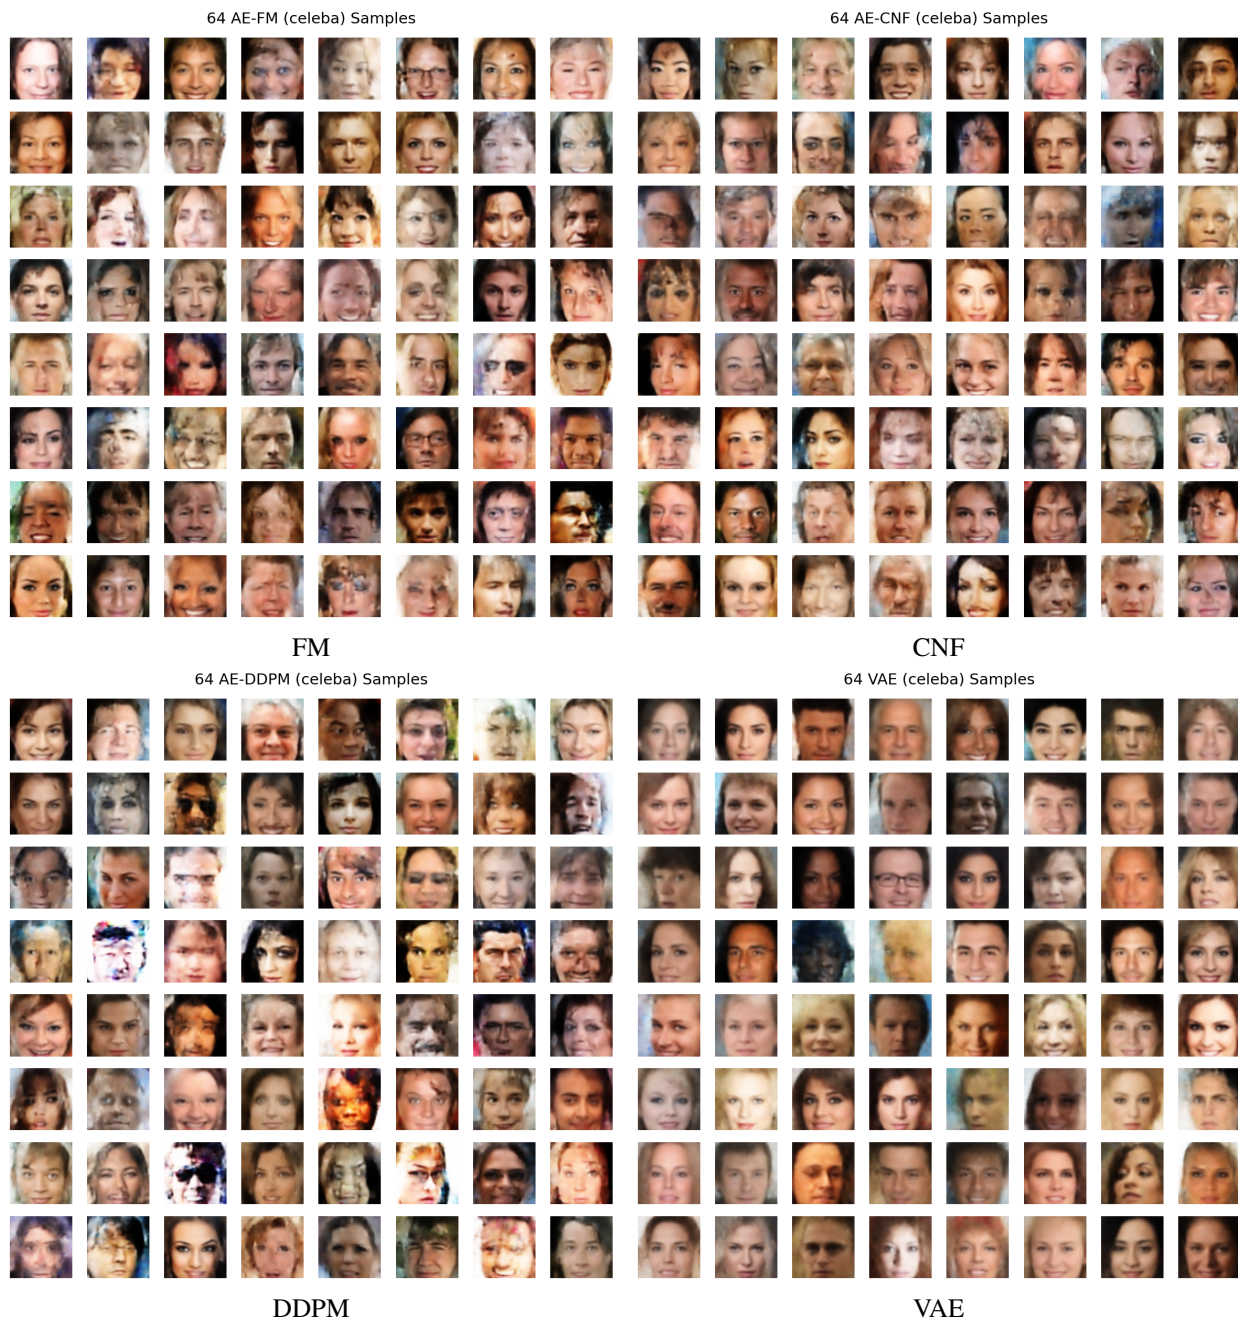 64 AE-FM (celeba) Samples
64 AE-CNF (celeba) Samples
FM
CNF
64 AE-DDPM (celeba) Samples
64 VAE (celeba) Samples
DDPM
VAE